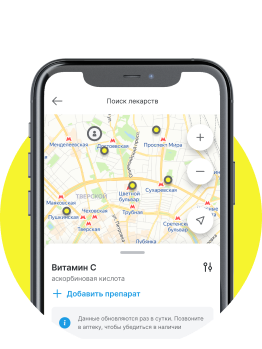 Поиск лекарств
Менделеевская
Достоевская
Проспект Мира
Маяковская
ТВЕРСКОЙ
Цветной
бульвар
Сухаревская
Чеховская
Пушкинская
Трубная
Тверская
Сретенский
бульвар
Лубянка
Витамин С
аскорбиновая кислота
+ Добавить препарат
Данные обновляются раз в сутки. Позвоните
в аптеку, чтобы убедиться в наличии